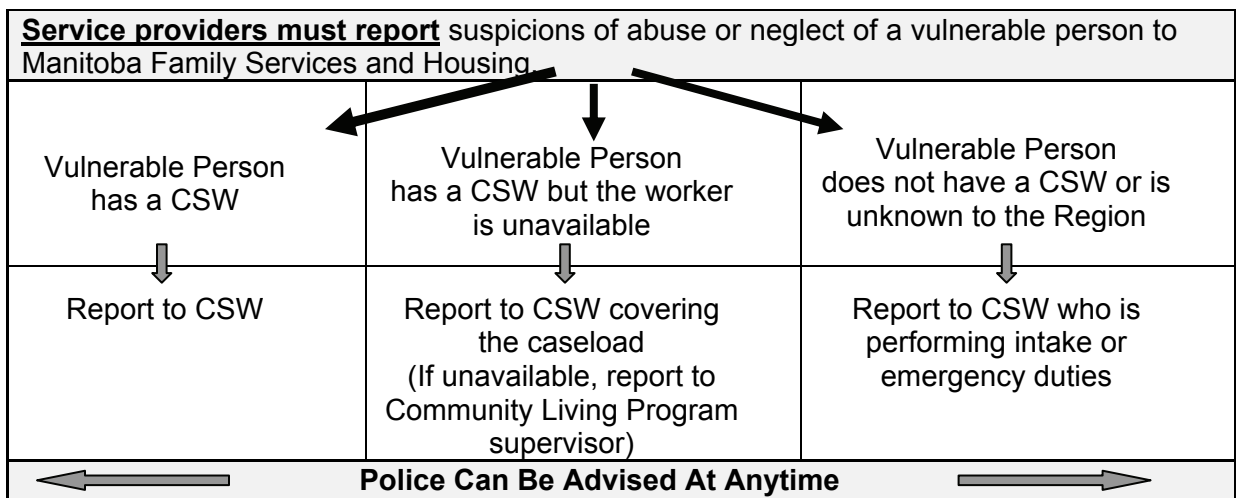 Service providers must report suspicions of abuse or neglect of a vulnerable person to
Manitoba Family Services and Housing.
Vulnerable Person
has a CSW
Vulnerable Person
has a CSW but the worker
is unavailable
Vulnerable Person
does not have a CSW or is
unknown to the Region
Report to CSW
Report to CSW covering
the caseload
(If unavailable, report to
Community Living Program
supervisor)
Report to CSW who is
performing intake or
emergency duties
Police Can Be Advised At Anytime